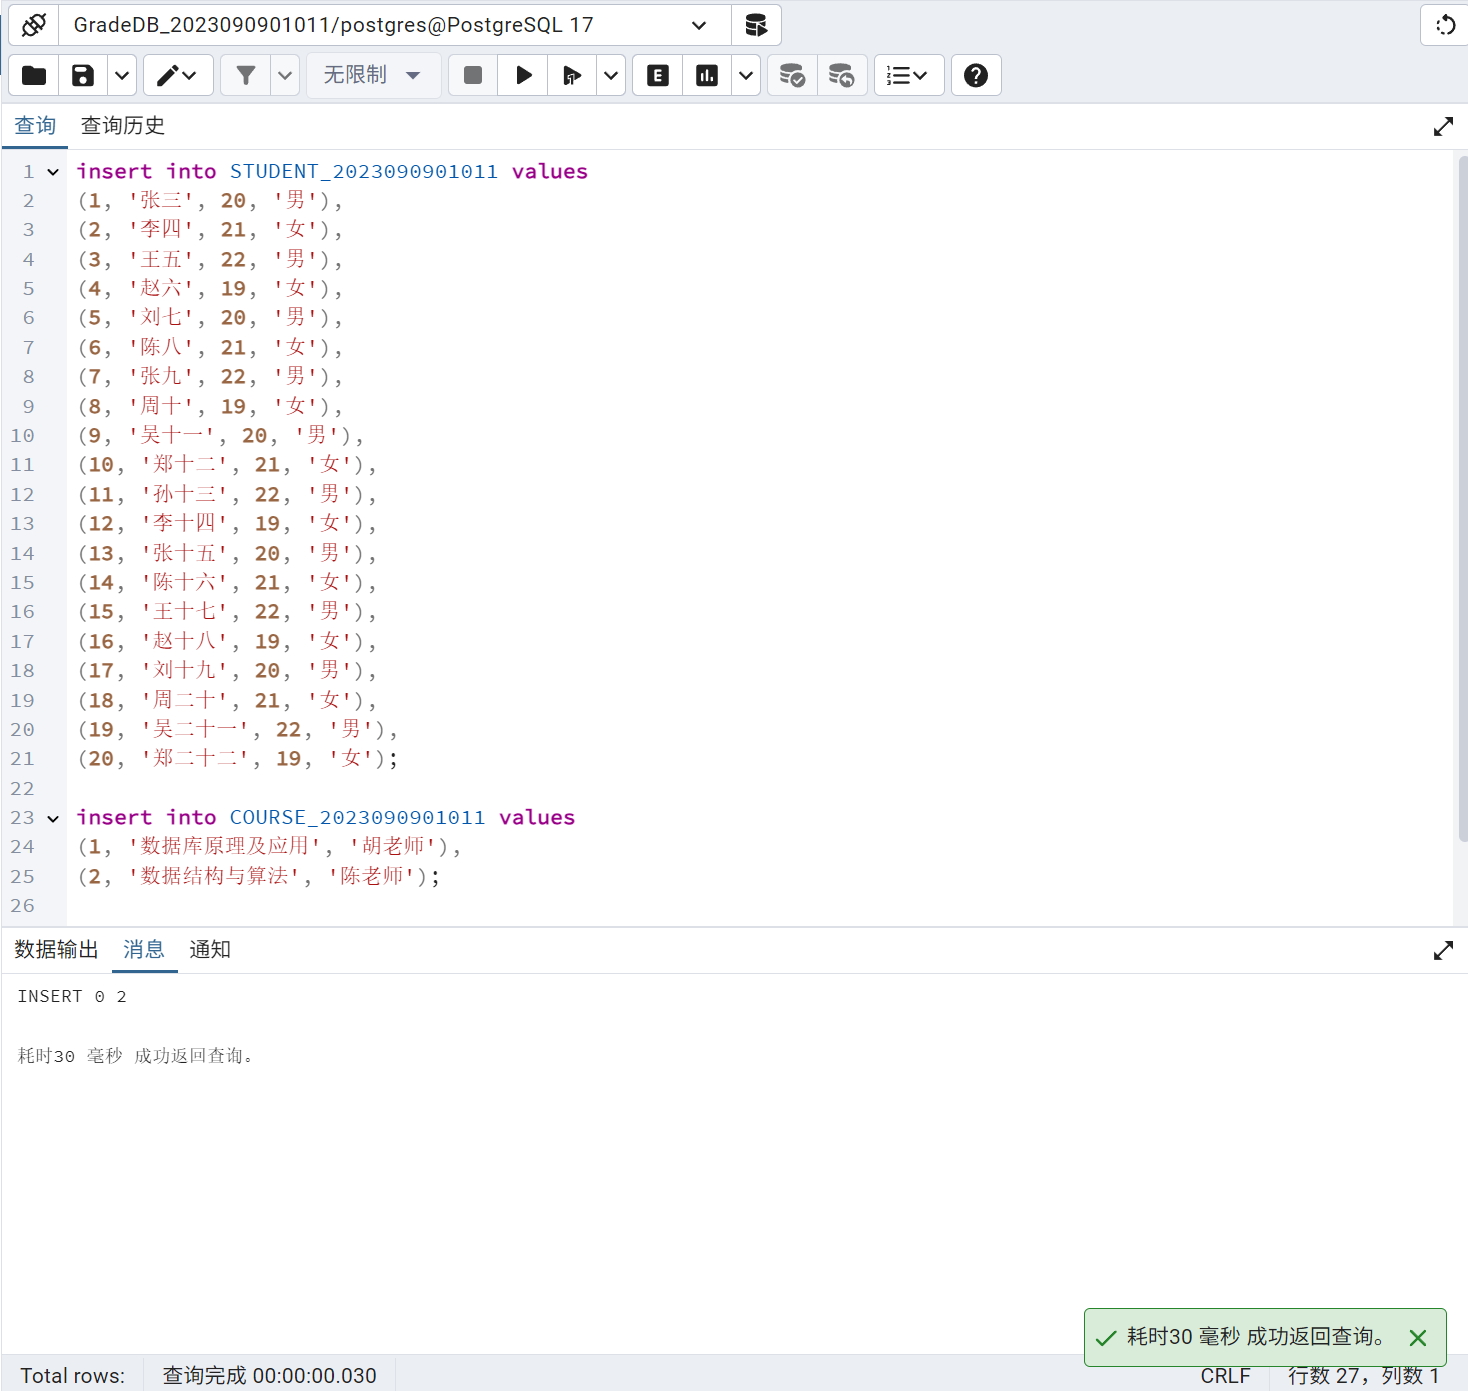 GradeDB_2023090901011/postgres@PostgreSQL 17
无限制
查询 查询历史
1 insert into STUDENT_2023090901011 values
2 (1, '张三', 20, '男'),
3 (2, '李四', 21, '女'),
4 (3, '王五', 22, '男'),
5 (4, '赵六', 19, '女'),
6 (5, '刘七', 20, '男'),
7 (6, '陈八', 21, '女'),
8 (7, '张九', 22, '男'),
9 (8, '周十', 19, '女'),
10 (9, '吴十一', 20, '男'),
11 (10, '郑十二', 21, '女'),
12 (11, '孙十三', 22, '男'),
13 (12, '李十四', 19, '女'),
14 (13, '张十五', 20, '男'),
15 (14, '陈十六', 21, '女'),
16 (15, '王十七', 22, '男'),
17 (16, '赵十八', 19, '女'),
18 (17, '刘十九', 20, '男'),
19 (18, '周二十', 21, '女'),
20 (19, '吴二十一', 22, '男'),
21 (20, '郑二十二', 19, '女');
22
23 insert into COURSE_2023090901011 values
24 (1, '数据库原理及应用', '胡老师'),
25 (2, '数据结构与算法', '陈老师');
26
数据输出 消息 通知
INSERT 0 2
耗时30 毫秒 成功返回查询。
耗时30 毫秒 成功返回查询。
Total rows: 查询完成 00:00:00.030 CRLF 行数 27，列数 1